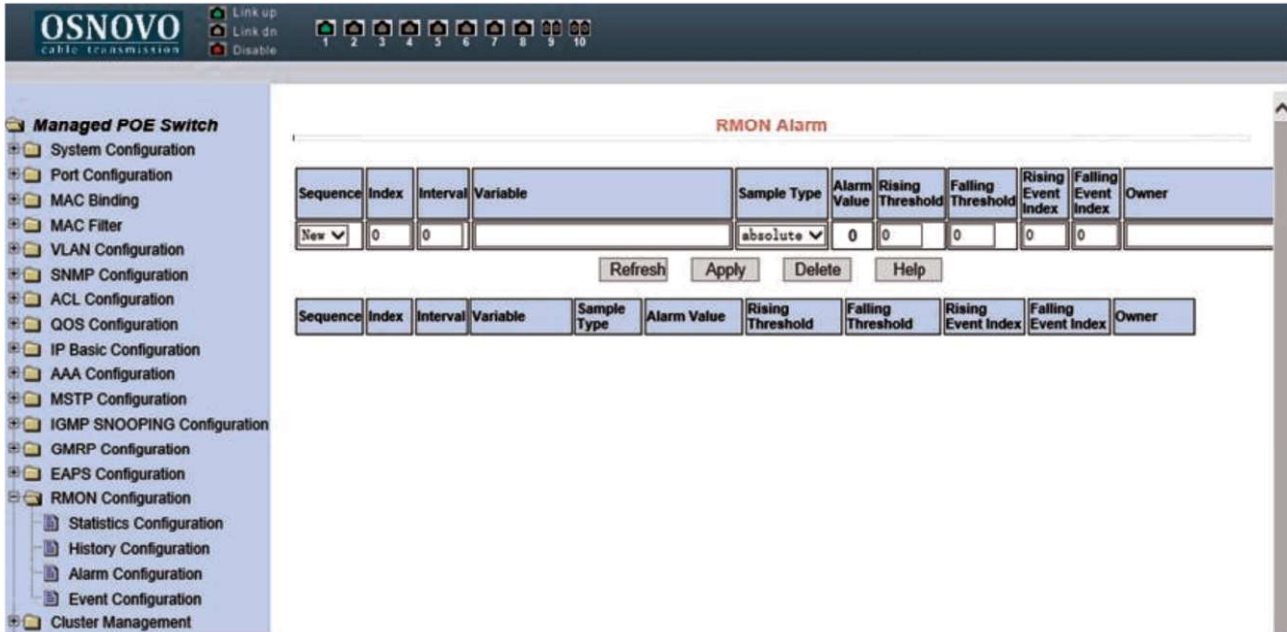 OSNOVO
cable transmission
Link up
Link dn
Disable
1 2 3 4 5 6 7 8 9 10
Managed POE Switch
System Configuration
Port Configuration
MAC Binding
MAC Filter
VLAN Configuration
SNMP Configuration
ACL Configuration
QOS Configuration
IP Basic Configuration
AAA Configuration
MSTP Configuration
IGMP SNOOPING Configuration
GMRP Configuration
EAPS Configuration
RMON Configuration
Statistics Configuration
History Configuration
Alarm Configuration
Event Configuration
Cluster Management
RMON Alarm
Sequence Index Interval Variable Sample Type Alarm Value Rising Threshold Falling Threshold Rising Event Index Falling Event Index Owner
New 0 0 absolute 0 0 0 0 0
Refresh Apply Delete Help
Sequence Index Interval Variable Sample Type Alarm Value Rising Threshold Falling Threshold Rising Event Index Falling Event Index Owner